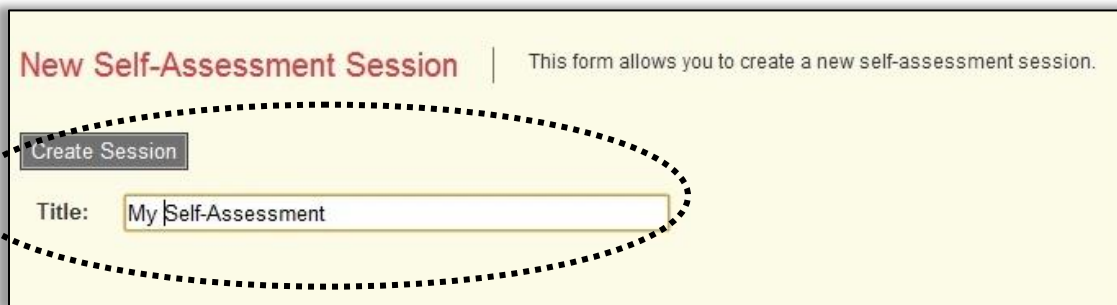 New Self-Assessment Session
This form allows you to create a new self-assessment session.
Create Session
Title: My Self-Assessment